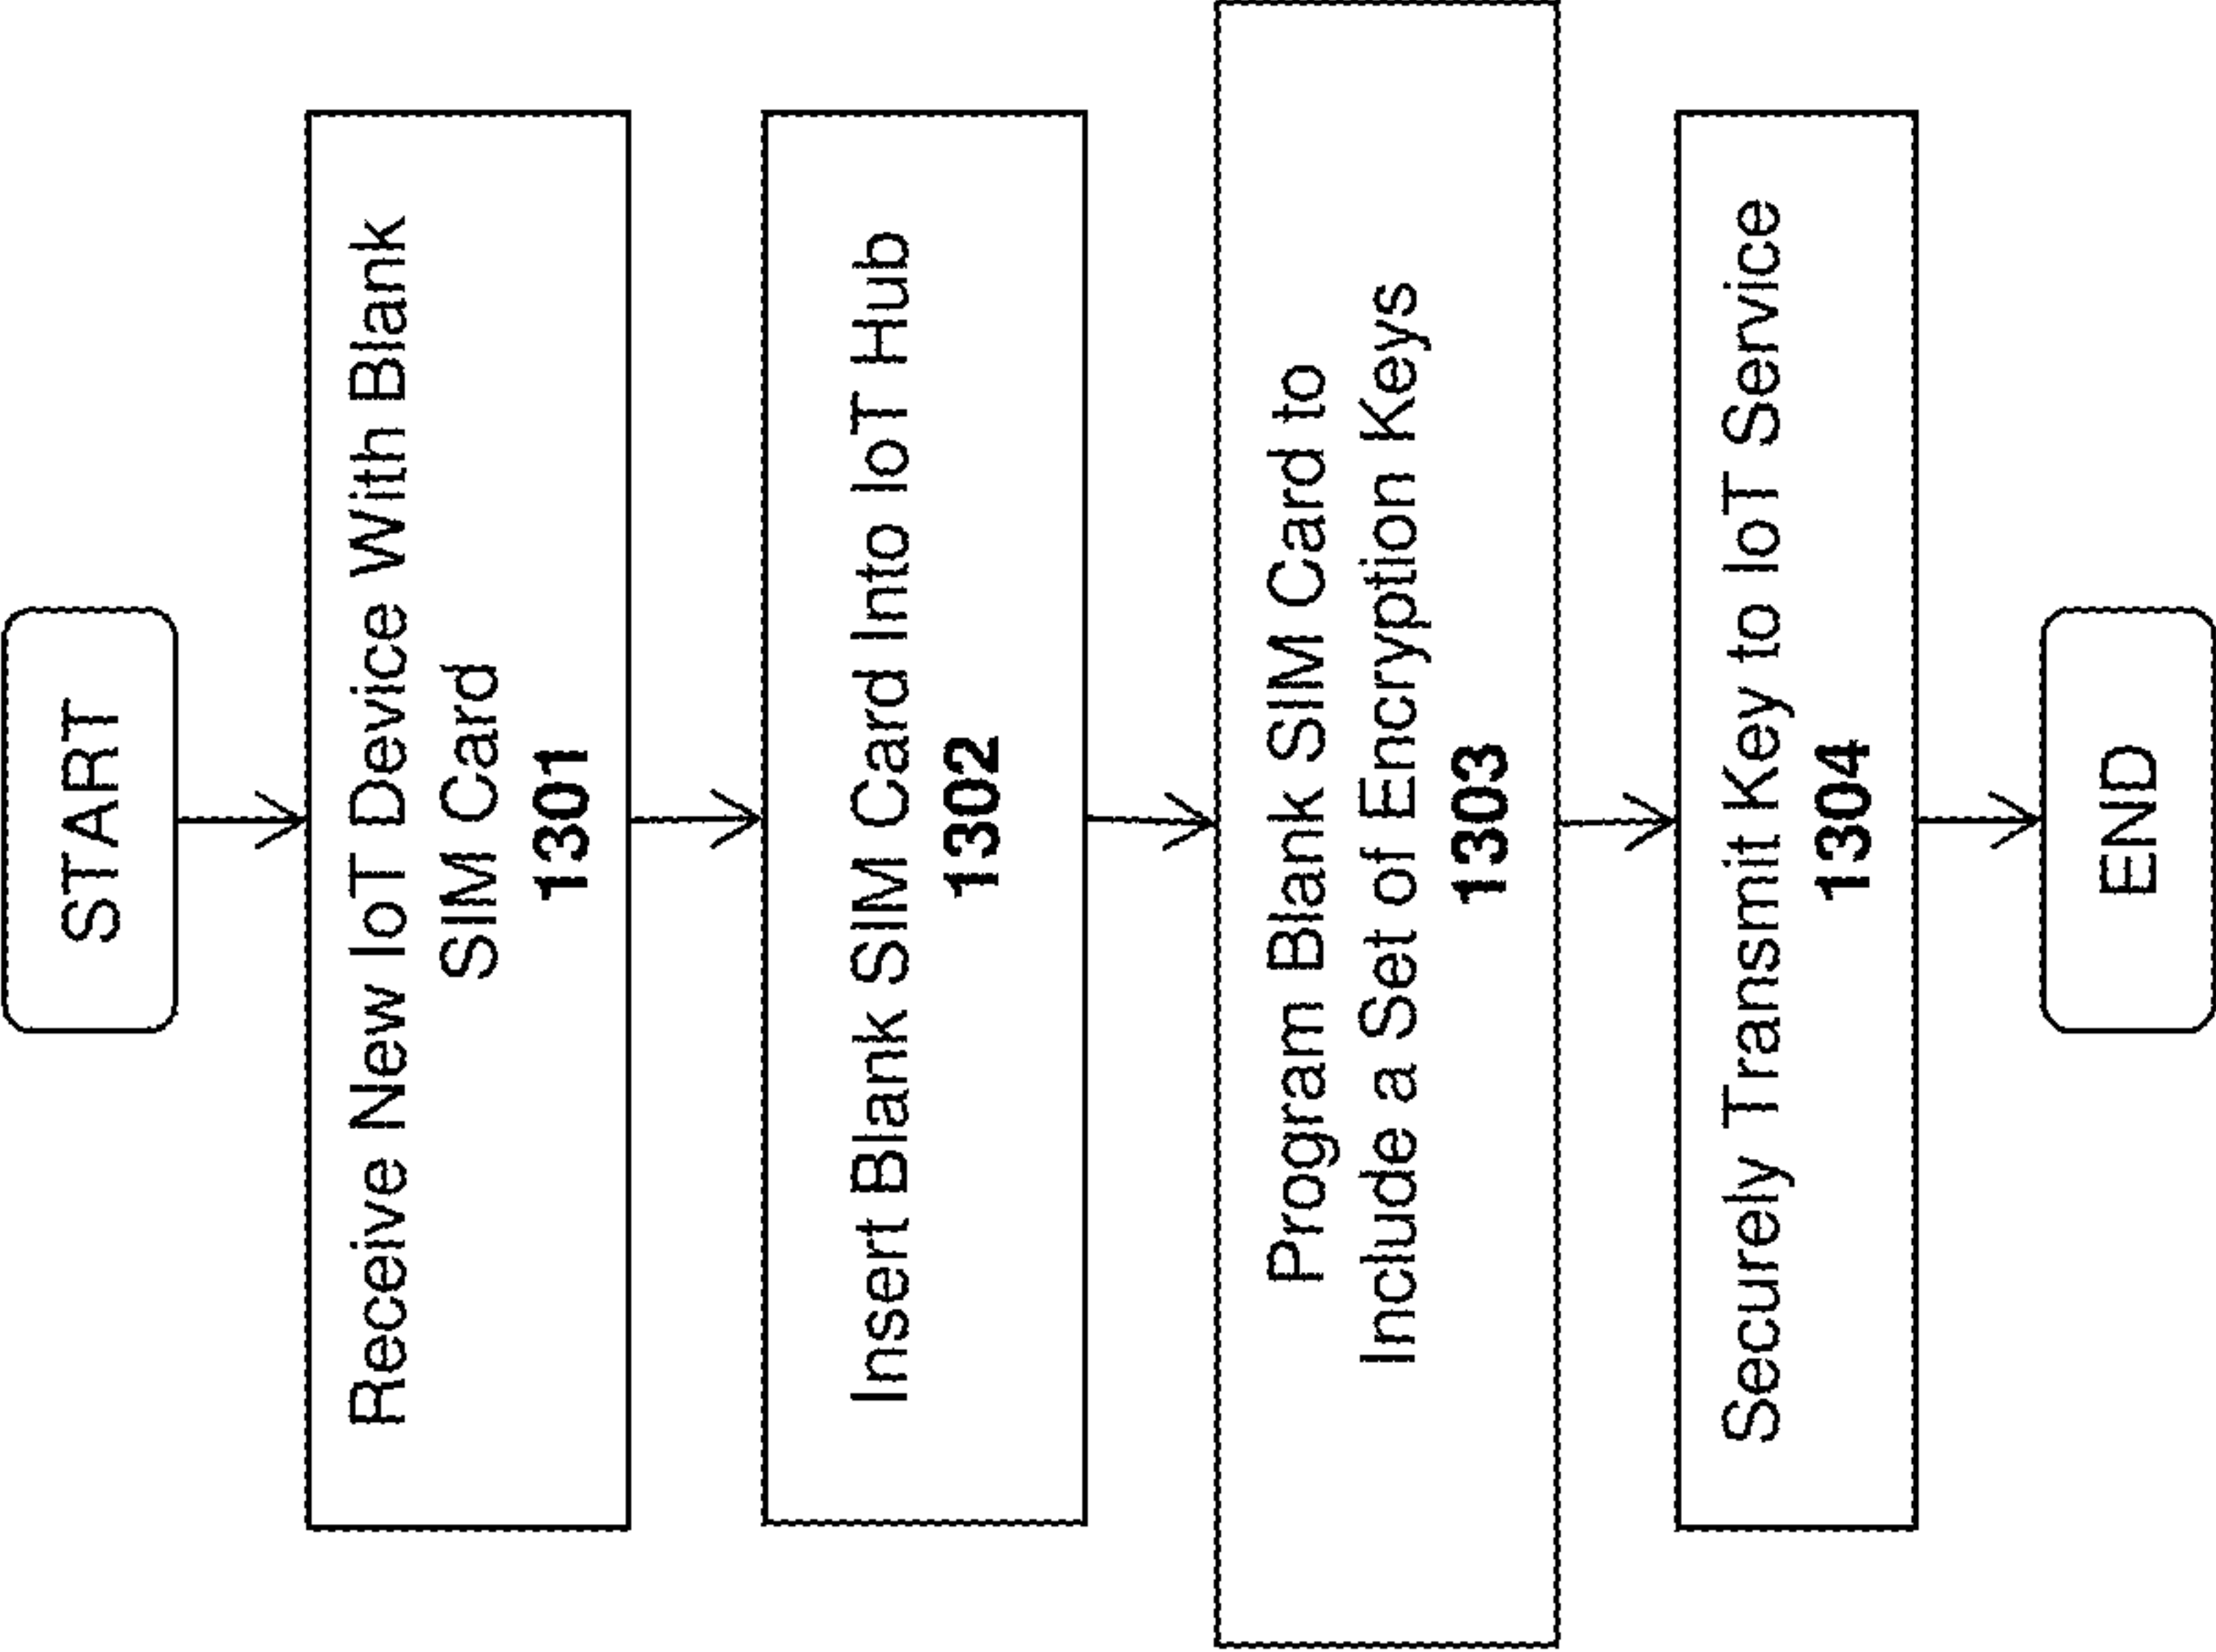 START
Receive New IoT Device With Blank
SIM Card
1301
Insert Blank SIM Card Into IoT Hub
1302
Program Blank SIM Card to
Include a Set of Encryption Keys
1303
Securely Transmit Key to IoT Service
1304
END